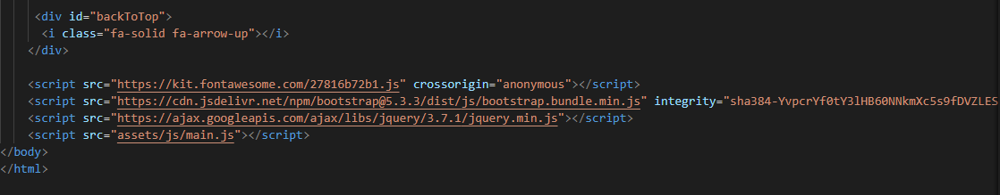 <div id="backToTop">
<i class="fa-solid fa-arrow-up"></i>
</div>
<script src="https://kit.fontawesome.com/27816b72b1.js" crossorigin="anonymous"></script>
<script src="https://cdn.jsdelivr.net/npm/bootstrap@5.3.3/dist/js/bootstrap.bundle.min.js" integrity="sha384-YvpcrYf0tY3lHB60NNkmXc5s9fDVZLES
<script src="https://ajax.googleapis.com/ajax/libs/jquery/3.7.1/jquery.min.js"></script>
<script src="assets/js/main.js"></script>
</body>
</html>